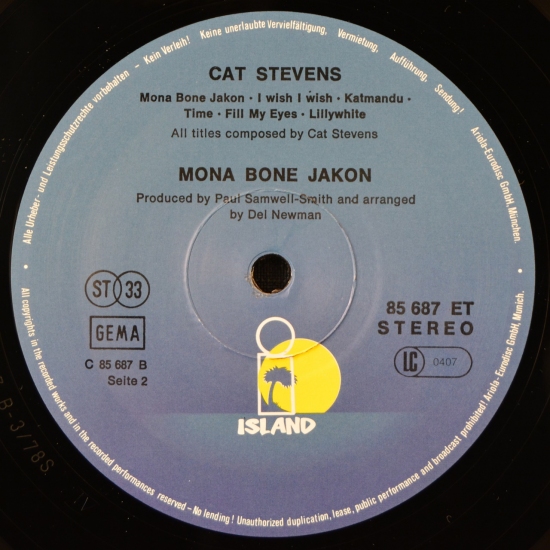 Alle Urheber- und Leistungsschutzrechte vorbehalten – Kein Verleih! Keine unerlaubte Vervielfältigung, Vermietung, Aufführung, Sendung! Ariola-Eurodisc GmbH, München.
CAT STEVENS
Mona Bone Jakon · I wish I wish · Katmandu ·
Time · Fill My Eyes · Lillywhite
All titles composed by Cat Stevens
MONA BONE JAKON
Produced by Paul Samwell-Smith and arranged
by Del Newman
ST 33
GEMA
C 85 687 B
Seite 2
85 687 ET
STEREO
LC 0407
ISLAND
All copyrights in the recorded works and in the recorded performances reserved – No lending! Unauthorized duplication, lease, public performance and broadcast prohibited! Ariola-Eurodisc GmbH, Munich.
B-3/78S